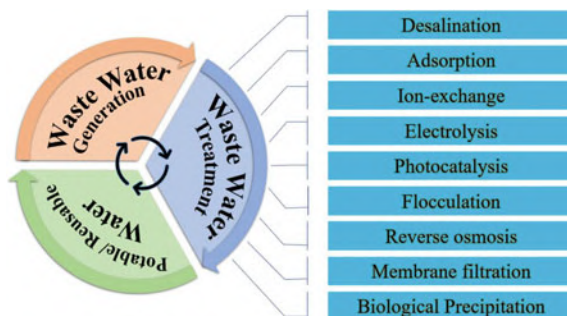 Waste Water
Generation
Waste Water
Treatment
Potable/ Reusable
Water
Desalination
Adsorption
Ion-exchange
Electrolysis
Photocatalysis
Flocculation
Reverse osmosis
Membrane filtration
Biological Precipitation